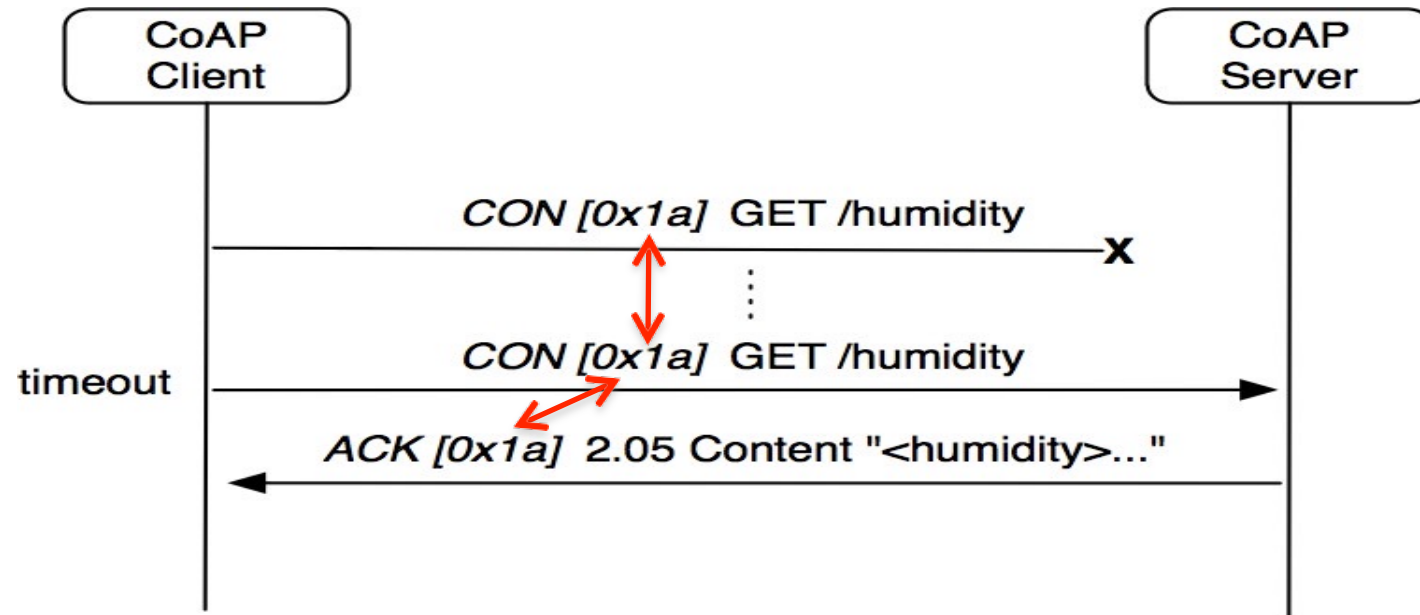 CoAP
Client
CoAP
Server
CON [0x1a] GET /humidity
x
CON [0x1a] GET /humidity
timeout
ACK [0x1a] 2.05 Content "<humidity>..."